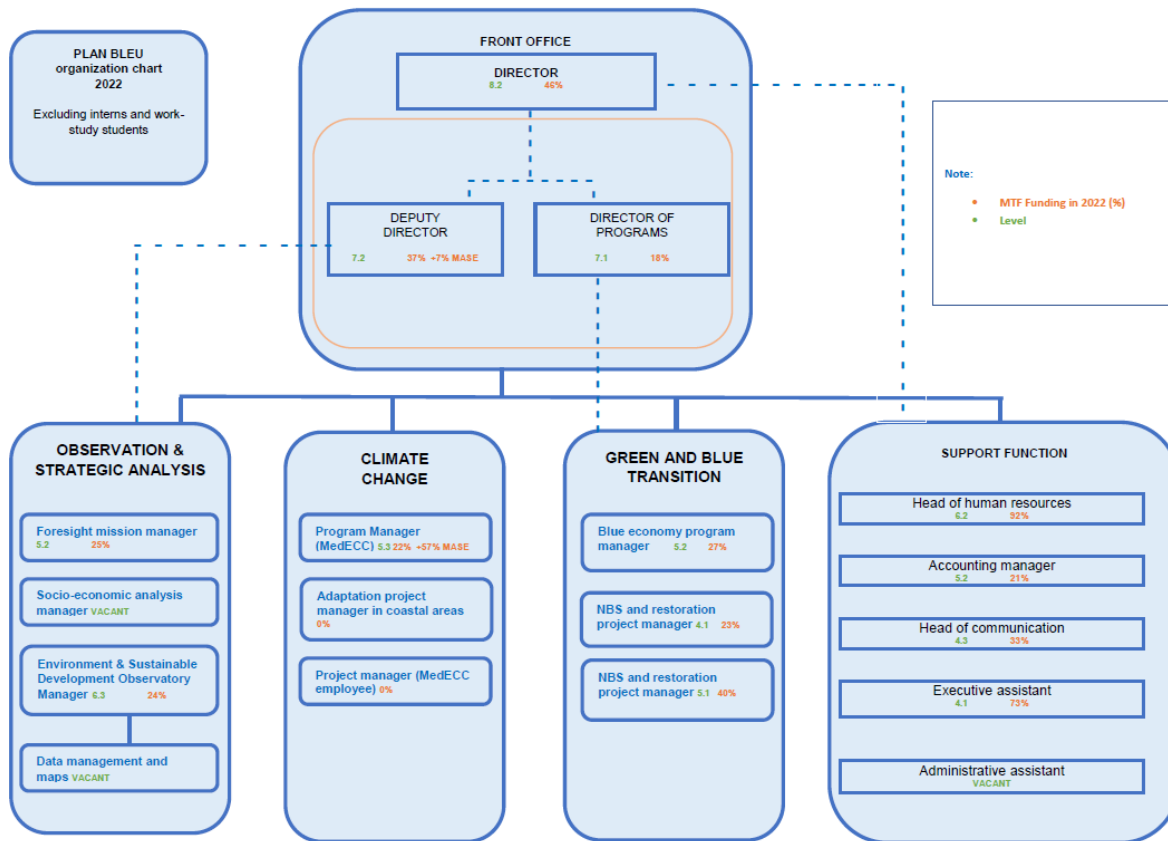 PLAN BLEU
organization chart
2022
Excluding interns and work-
study students
FRONT OFFICE
DIRECTOR
8.2 46%
DEPUTY
DIRECTOR
7.2 37% +7% MASE
DIRECTOR OF
PROGRAMS
7.1 18%
Note:
• MTF Funding in 2022 (%)
• Level
OBSERVATION &
STRATEGIC ANALYSIS
Foresight mission manager
5.2 25%
Socio-economic analysis
manager VACANT
Environment & Sustainable
Development Observatory
Manager 6.3 24%
Data management and
maps VACANT
CLIMATE
CHANGE
Program Manager
(MedECC) 5.3 22% +57% MASE
Adaptation project
manager in coastal areas
0%
Project manager (MedECC
employee) 0%
GREEN AND BLUE
TRANSITION
Blue economy program
manager 5.2 27%
NBS and restoration
project manager 4.1 23%
NBS and restoration
project manager 5.1 40%
SUPPORT FUNCTION
Head of human resources
6.2 92%
Accounting manager
5.2 21%
Head of communication
4.3 33%
Executive assistant
4.1 73%
Administrative assistant
VACANT